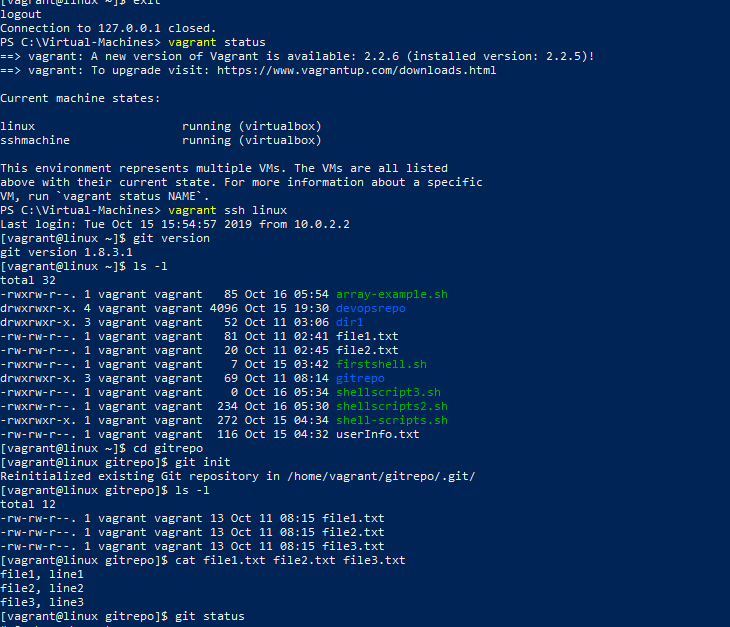 [vagrant@linux ~]$ exit
logout
Connection to 127.0.0.1 closed.
PS C:\Virtual-Machines> vagrant status
==> vagrant: A new version of Vagrant is available: 2.2.6 (installed version: 2.2.5)!
==> vagrant: To upgrade visit: https://www.vagrantup.com/downloads.html
Current machine states:
linux                     running (virtualbox)
sshmachine                running (virtualbox)
This environment represents multiple VMs. The VMs are all listed
above with their current state. For more information about a specific
VM, run `vagrant status NAME`.
PS C:\Virtual-Machines> vagrant ssh linux
Last login: Tue Oct 15 15:54:57 2019 from 10.0.2.2
[vagrant@linux ~]$ git version
git version 1.8.3.1
[vagrant@linux ~]$ ls -l
total 32
-rwxrw-r--. 1 vagrant vagrant   85 Oct 16 05:54 array-example.sh
drwxrwxr-x. 4 vagrant vagrant 4096 Oct 15 19:30 devopsrepo
drwxrwxr-x. 3 vagrant vagrant   52 Oct 11 03:06 dir1
-rw-rw-r--. 1 vagrant vagrant   81 Oct 11 02:41 file1.txt
-rw-rw-r--. 1 vagrant vagrant   20 Oct 11 02:45 file2.txt
-rwxrw-r--. 1 vagrant vagrant    7 Oct 15 03:42 firstshell.sh
drwxrwxr-x. 3 vagrant vagrant   69 Oct 11 08:14 gitrepo
-rwxrw-r--. 1 vagrant vagrant    0 Oct 16 05:34 shellscript3.sh
-rwxrw-r--. 1 vagrant vagrant  234 Oct 16 05:30 shellscripts2.sh
-rwxrwxr-x. 1 vagrant vagrant  272 Oct 15 04:34 shell-scripts.sh
-rw-rw-r--. 1 vagrant vagrant  116 Oct 15 04:32 userInfo.txt
[vagrant@linux ~]$ cd gitrepo
[vagrant@linux gitrepo]$ git init
Reinitialized existing Git repository in /home/vagrant/gitrepo/.git/
[vagrant@linux gitrepo]$ ls -l
total 12
-rw-rw-r--. 1 vagrant vagrant 13 Oct 11 08:15 file1.txt
-rw-rw-r--. 1 vagrant vagrant 13 Oct 11 08:15 file2.txt
-rw-rw-r--. 1 vagrant vagrant 13 Oct 11 08:15 file3.txt
[vagrant@linux gitrepo]$ cat file1.txt file2.txt file3.txt
file1, line1
file2, line2
file3, line3
[vagrant@linux gitrepo]$ git status